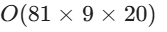 O(81 × 9 × 20)